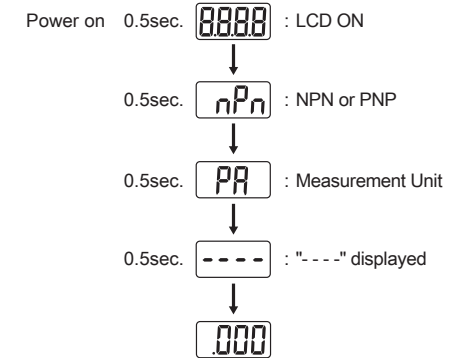 Power on 0.5sec. 8.8.8.8 : LCD ON
0.5sec. nPn : NPN or PNP
0.5sec. PA : Measurement Unit
0.5sec. ---- : "- - - -" displayed
.000